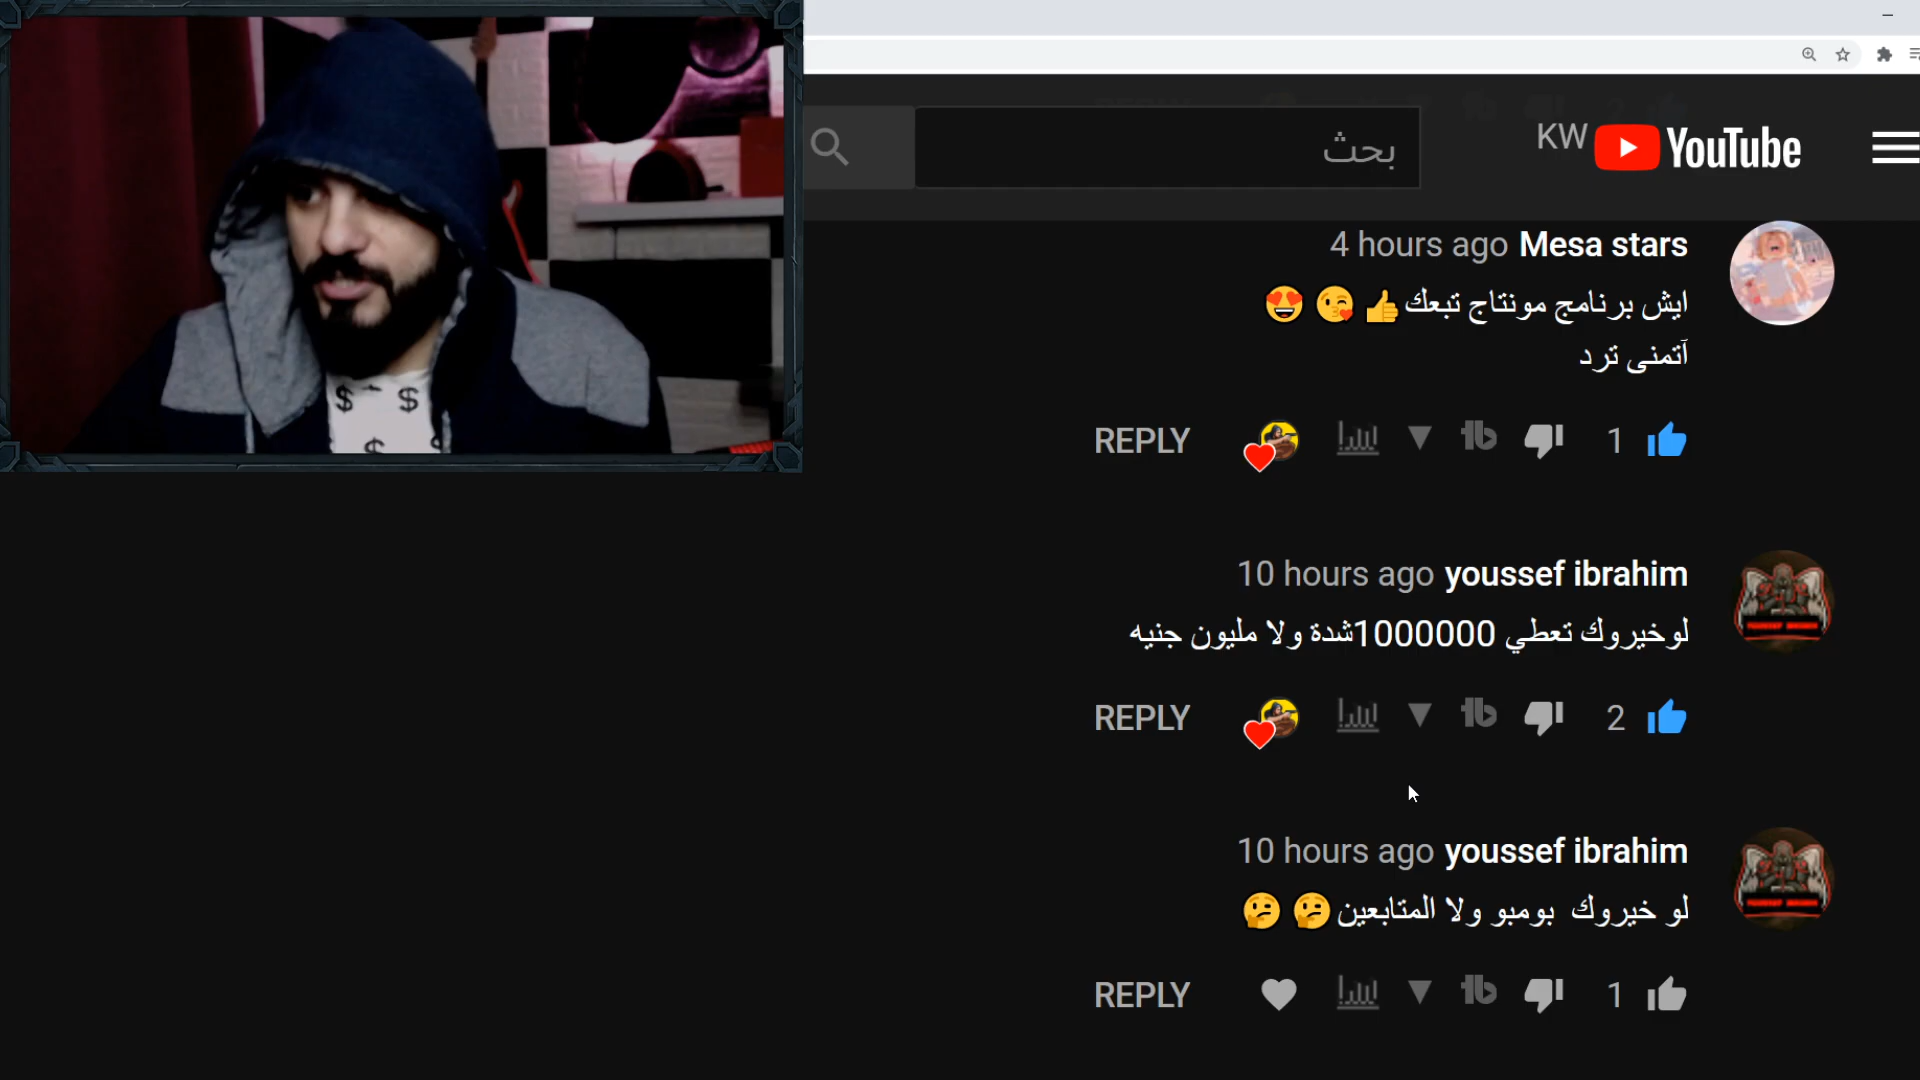 بحث
KW
YouTube
4 hours ago Mesa stars
ايش برنامج مونتاج تبعك👍 😘 😍
آتمنى ترد
REPLY
1
10 hours ago youssef ibrahim
لوخيروك تعطي 1000000شدة ولا مليون جنيه
REPLY
2
10 hours ago youssef ibrahim
لو خيروك بومبو ولا المتابعين🤔 🤔
REPLY
1
$ $